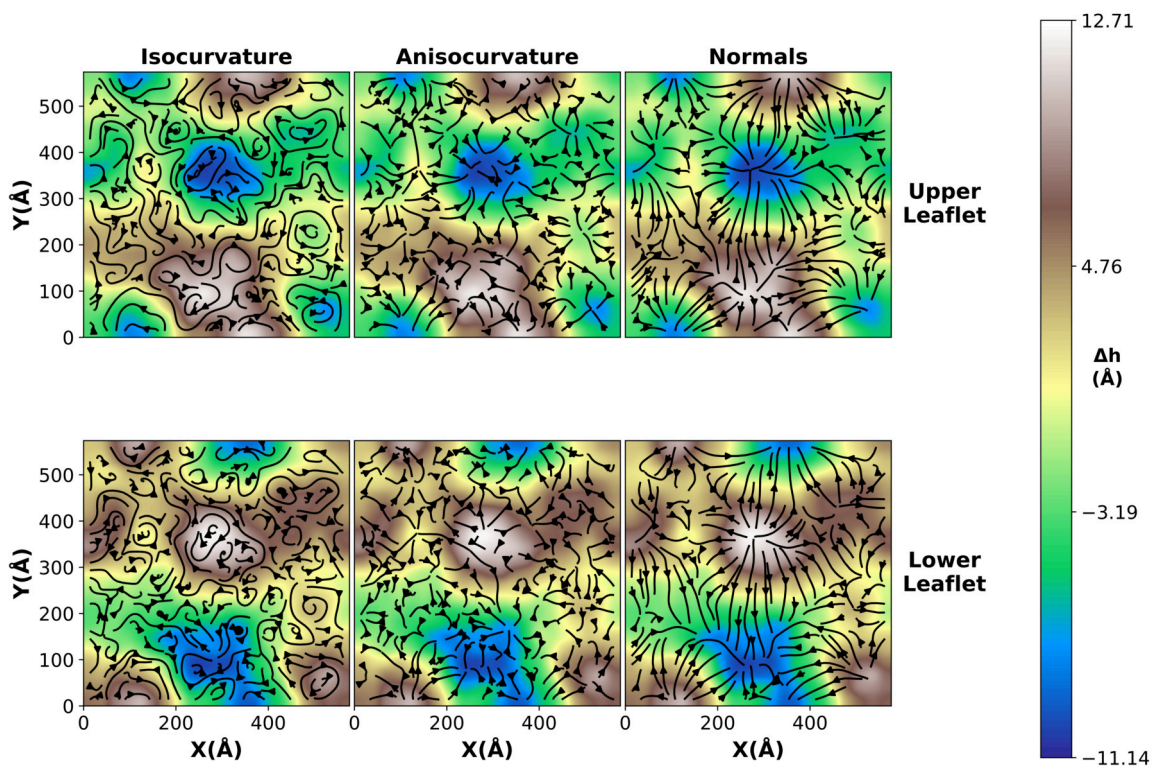 Isocurvature Anisocurvature Normals
12.71
500
400
300
200
100
0
Y(Å)
Upper
Leaflet
4.76
Δh
(Å)
500
400
300
200
100
0
Y(Å)
−3.19
Lower
Leaflet
0 200 400 0 200 400 0 200 400
X(Å) X(Å) X(Å)
−11.14